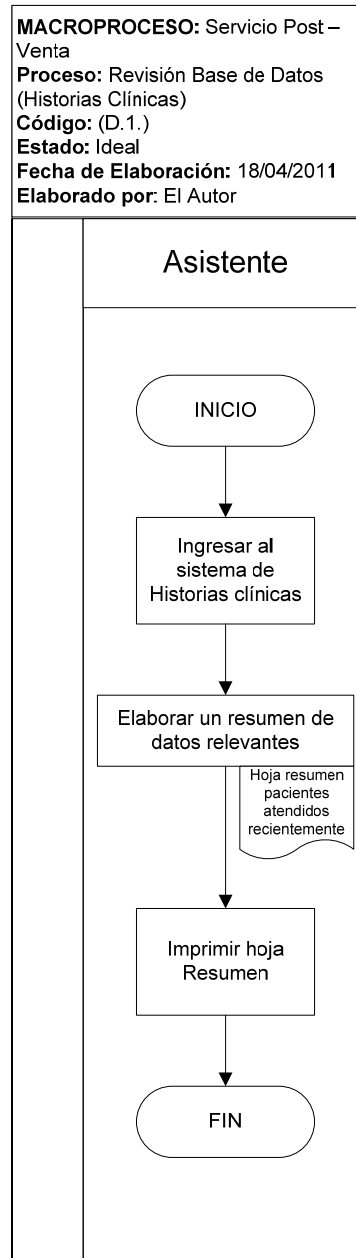 MACROPROCESO: Servicio Post –
Venta
Proceso: Revisión Base de Datos
(Historias Clínicas)
Código: (D.1.)
Estado: Ideal
Fecha de Elaboración: 18/04/2011
Elaborado por: El Autor
Asistente
INICIO
Ingresar al
sistema de
Historias clínicas
Elaborar un resumen de
datos relevantes
Hoja resumen
pacientes
atendidos
recientemente
Imprimir hoja
Resumen
FIN